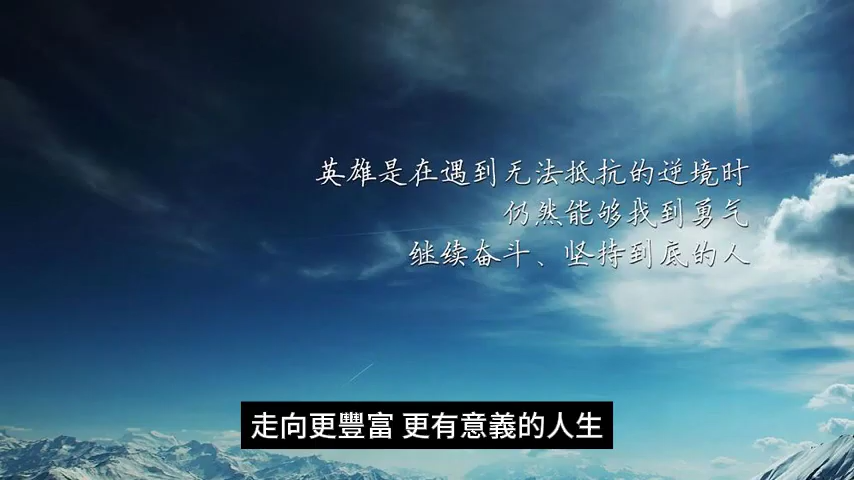 英雄是在遇到无法抵抗的逆境时
仍然能够找到勇气
继续奋斗、坚持到底的人
走向更豐富 更有意義的人生